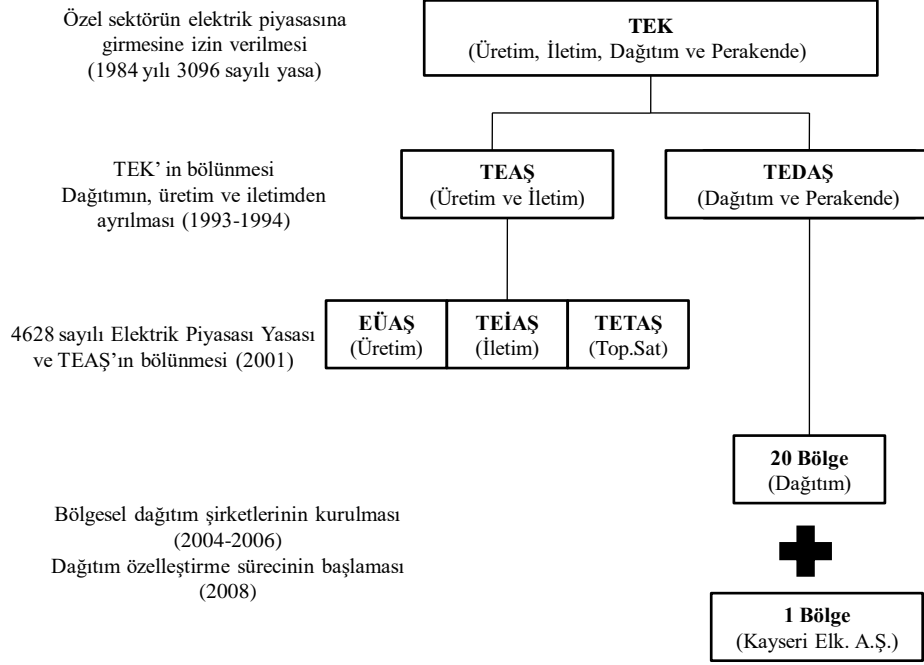 Özel sektörün elektrik piyasasına
girmesine izin verilmesi
(1984 yılı 3096 sayılı yasa)
TEK
(Üretim, İletim, Dağıtım ve Perakende)
TEK’ in bölünmesi
Dağıtımın, üretim ve iletimden
ayrılması (1993-1994)
TEAŞ
(Üretim ve İletim)
TEDAŞ
(Dağıtım ve Perakende)
4628 sayılı Elektrik Piyasası Yasası
ve TEAŞ’ın bölünmesi (2001)
EÜAŞ
(Üretim)
TEİAŞ
(İletim)
TETAŞ
(Top.Sat)
20 Bölge
(Dağıtım)
Bölgesel dağıtım şirketlerinin kurulması
(2004-2006)
Dağıtım özelleştirme sürecinin başlaması
(2008)
1 Bölge
(Kayseri Elk. A.Ş.)